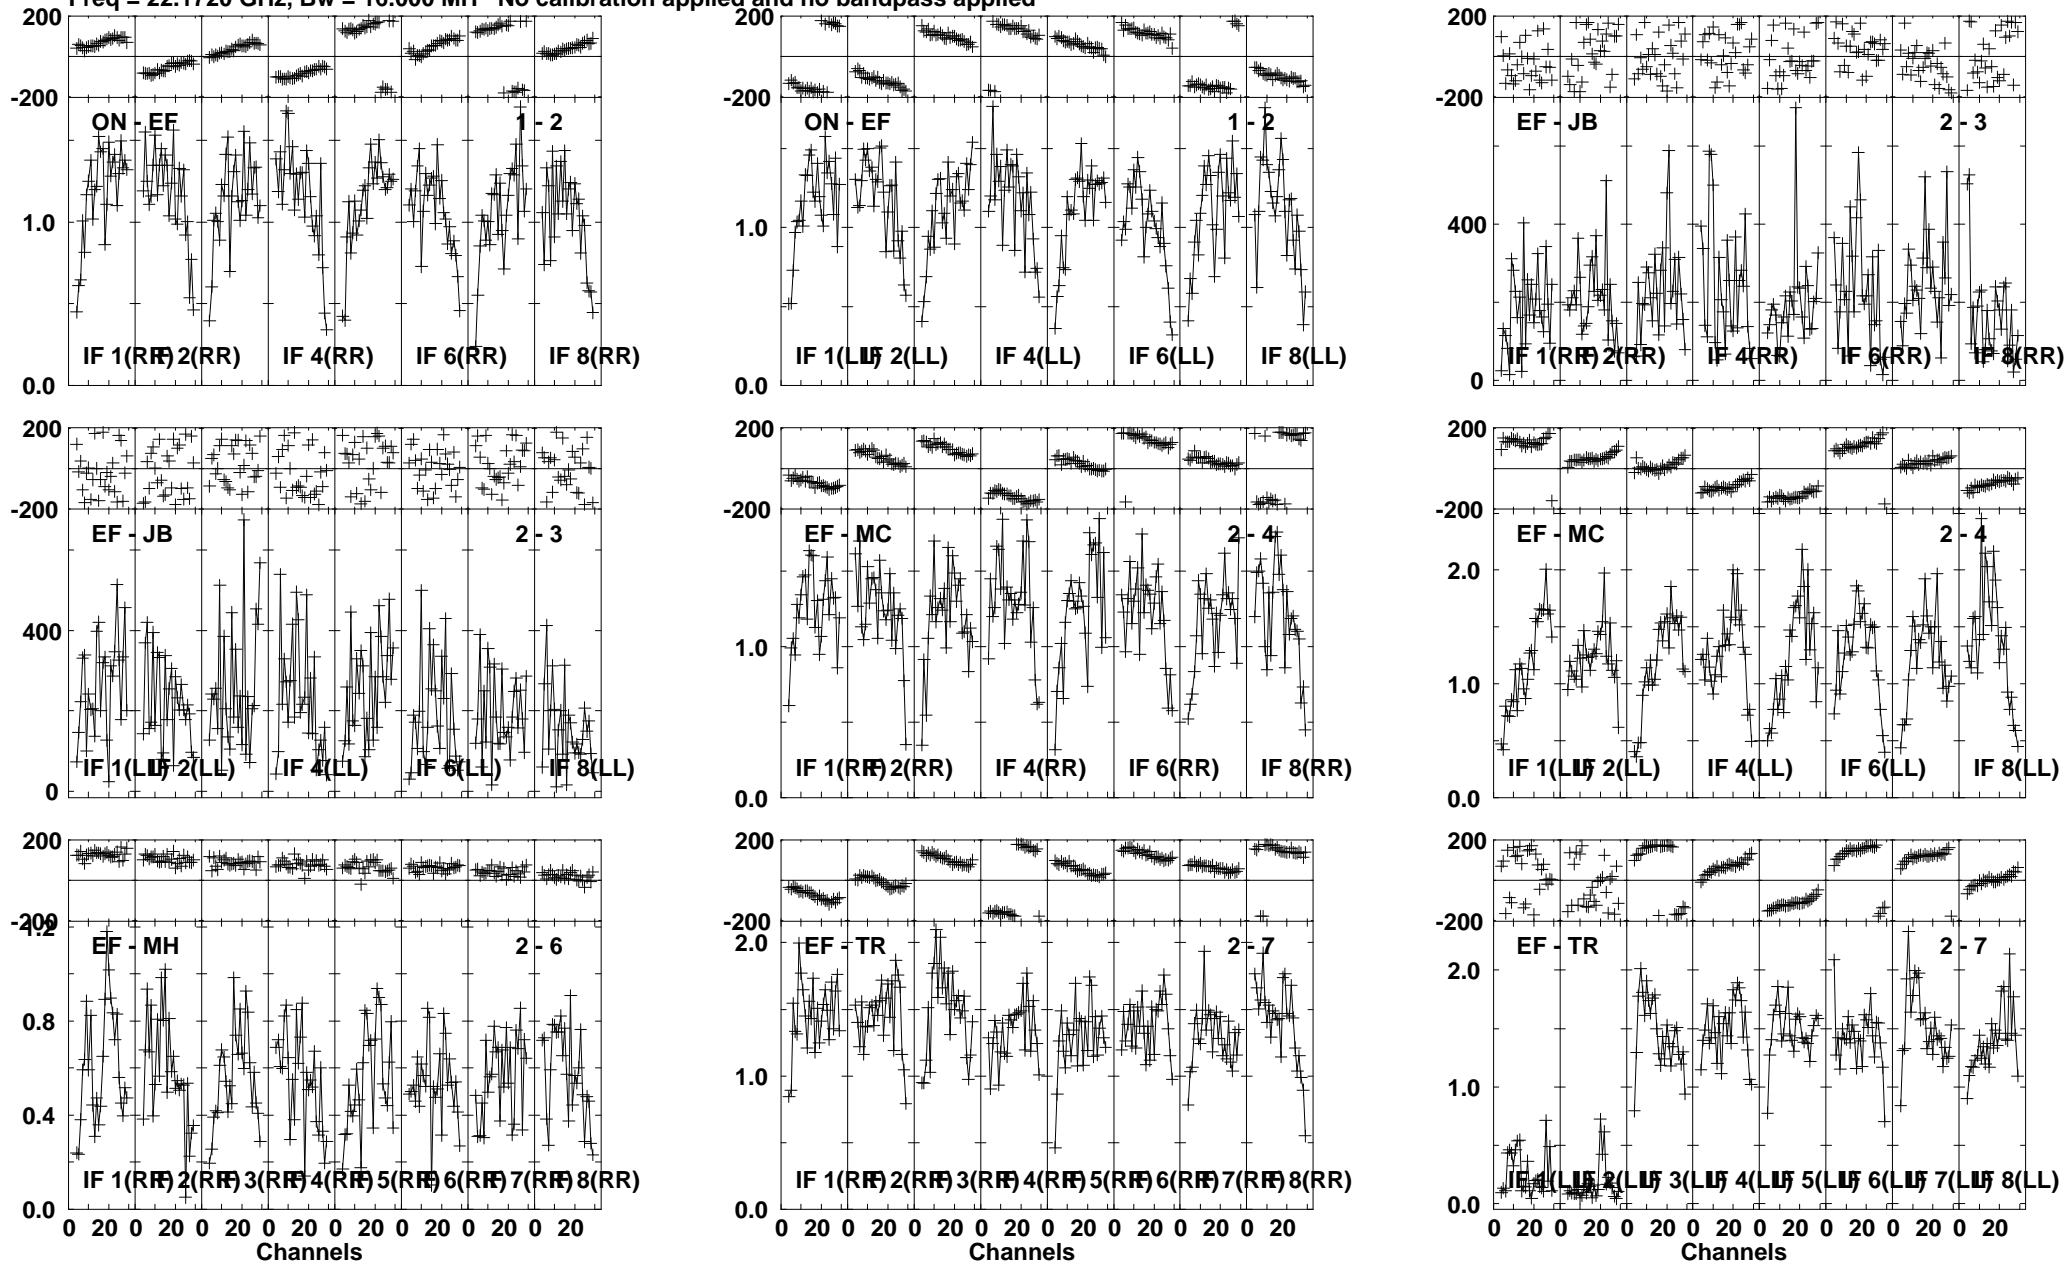 Freq = 22.1720 GHz, Bw = 16.000 MH No calibration applied and no bandpass applied
200 200 200
-200 -200 -200
ON - EF 1 - 2 ON - EF 1 - 2 EF - JB 2 - 3
1.0 1.0 400
IF 1(RR) IF 2(RR) IF 4(RR) IF 6(RR) IF 8(RR) IF 1(LL) IF 2(LL) IF 4(LL) IF 6(LL) IF 8(LL) IF 1(RR) IF 2(RR) IF 4(RR) IF 6(RR) IF 8(RR)
0.0 0.0 0
200 200 200
-200 -200 -200
EF - JB 2 - 3 EF - MC 2 - 4 EF - MC 2 - 4
2.0
400 1.0 1.0
IF 1(LL) IF 2(LL) IF 4(LL) IF 6(LL) IF 8(LL) IF 1(RR) IF 2(RR) IF 4(RR) IF 6(RR) IF 8(RR) IF 1(LL) IF 2(LL) IF 4(LL) IF 6(LL) IF 8(LL)
0 0.0 0.0
200 200 200
-200 -200 -200
1.2
EF - MH 2 - 6 EF - TR 2 - 7 EF - TR 2 - 7
2.0 2.0
0.8
1.0 1.0
0.4
IF 1(RR) IF 2(RR) IF 3(RR) IF 4(RR) IF 5(RR) IF 6(RR) IF 7(RR) IF 8(RR) IF 1(RR) IF 2(RR) IF 3(RR) IF 4(RR) IF 5(RR) IF 6(RR) IF 7(RR) IF 8(RR) IF 1(LL) IF 2(LL) IF 3(LL) IF 4(LL) IF 5(LL) IF 6(LL) IF 7(LL) IF 8(LL)
0.0 0.0 0.0
0 20 0 20 0 20 0 20 0 20 0 20 0 20 0 20 0 20 0 20 0 20 0 20 0 20 0 20 0 20 0 20 0 20 0 20 0 20 0 20 0 20 0 20 0 20 0 20
Channels Channels